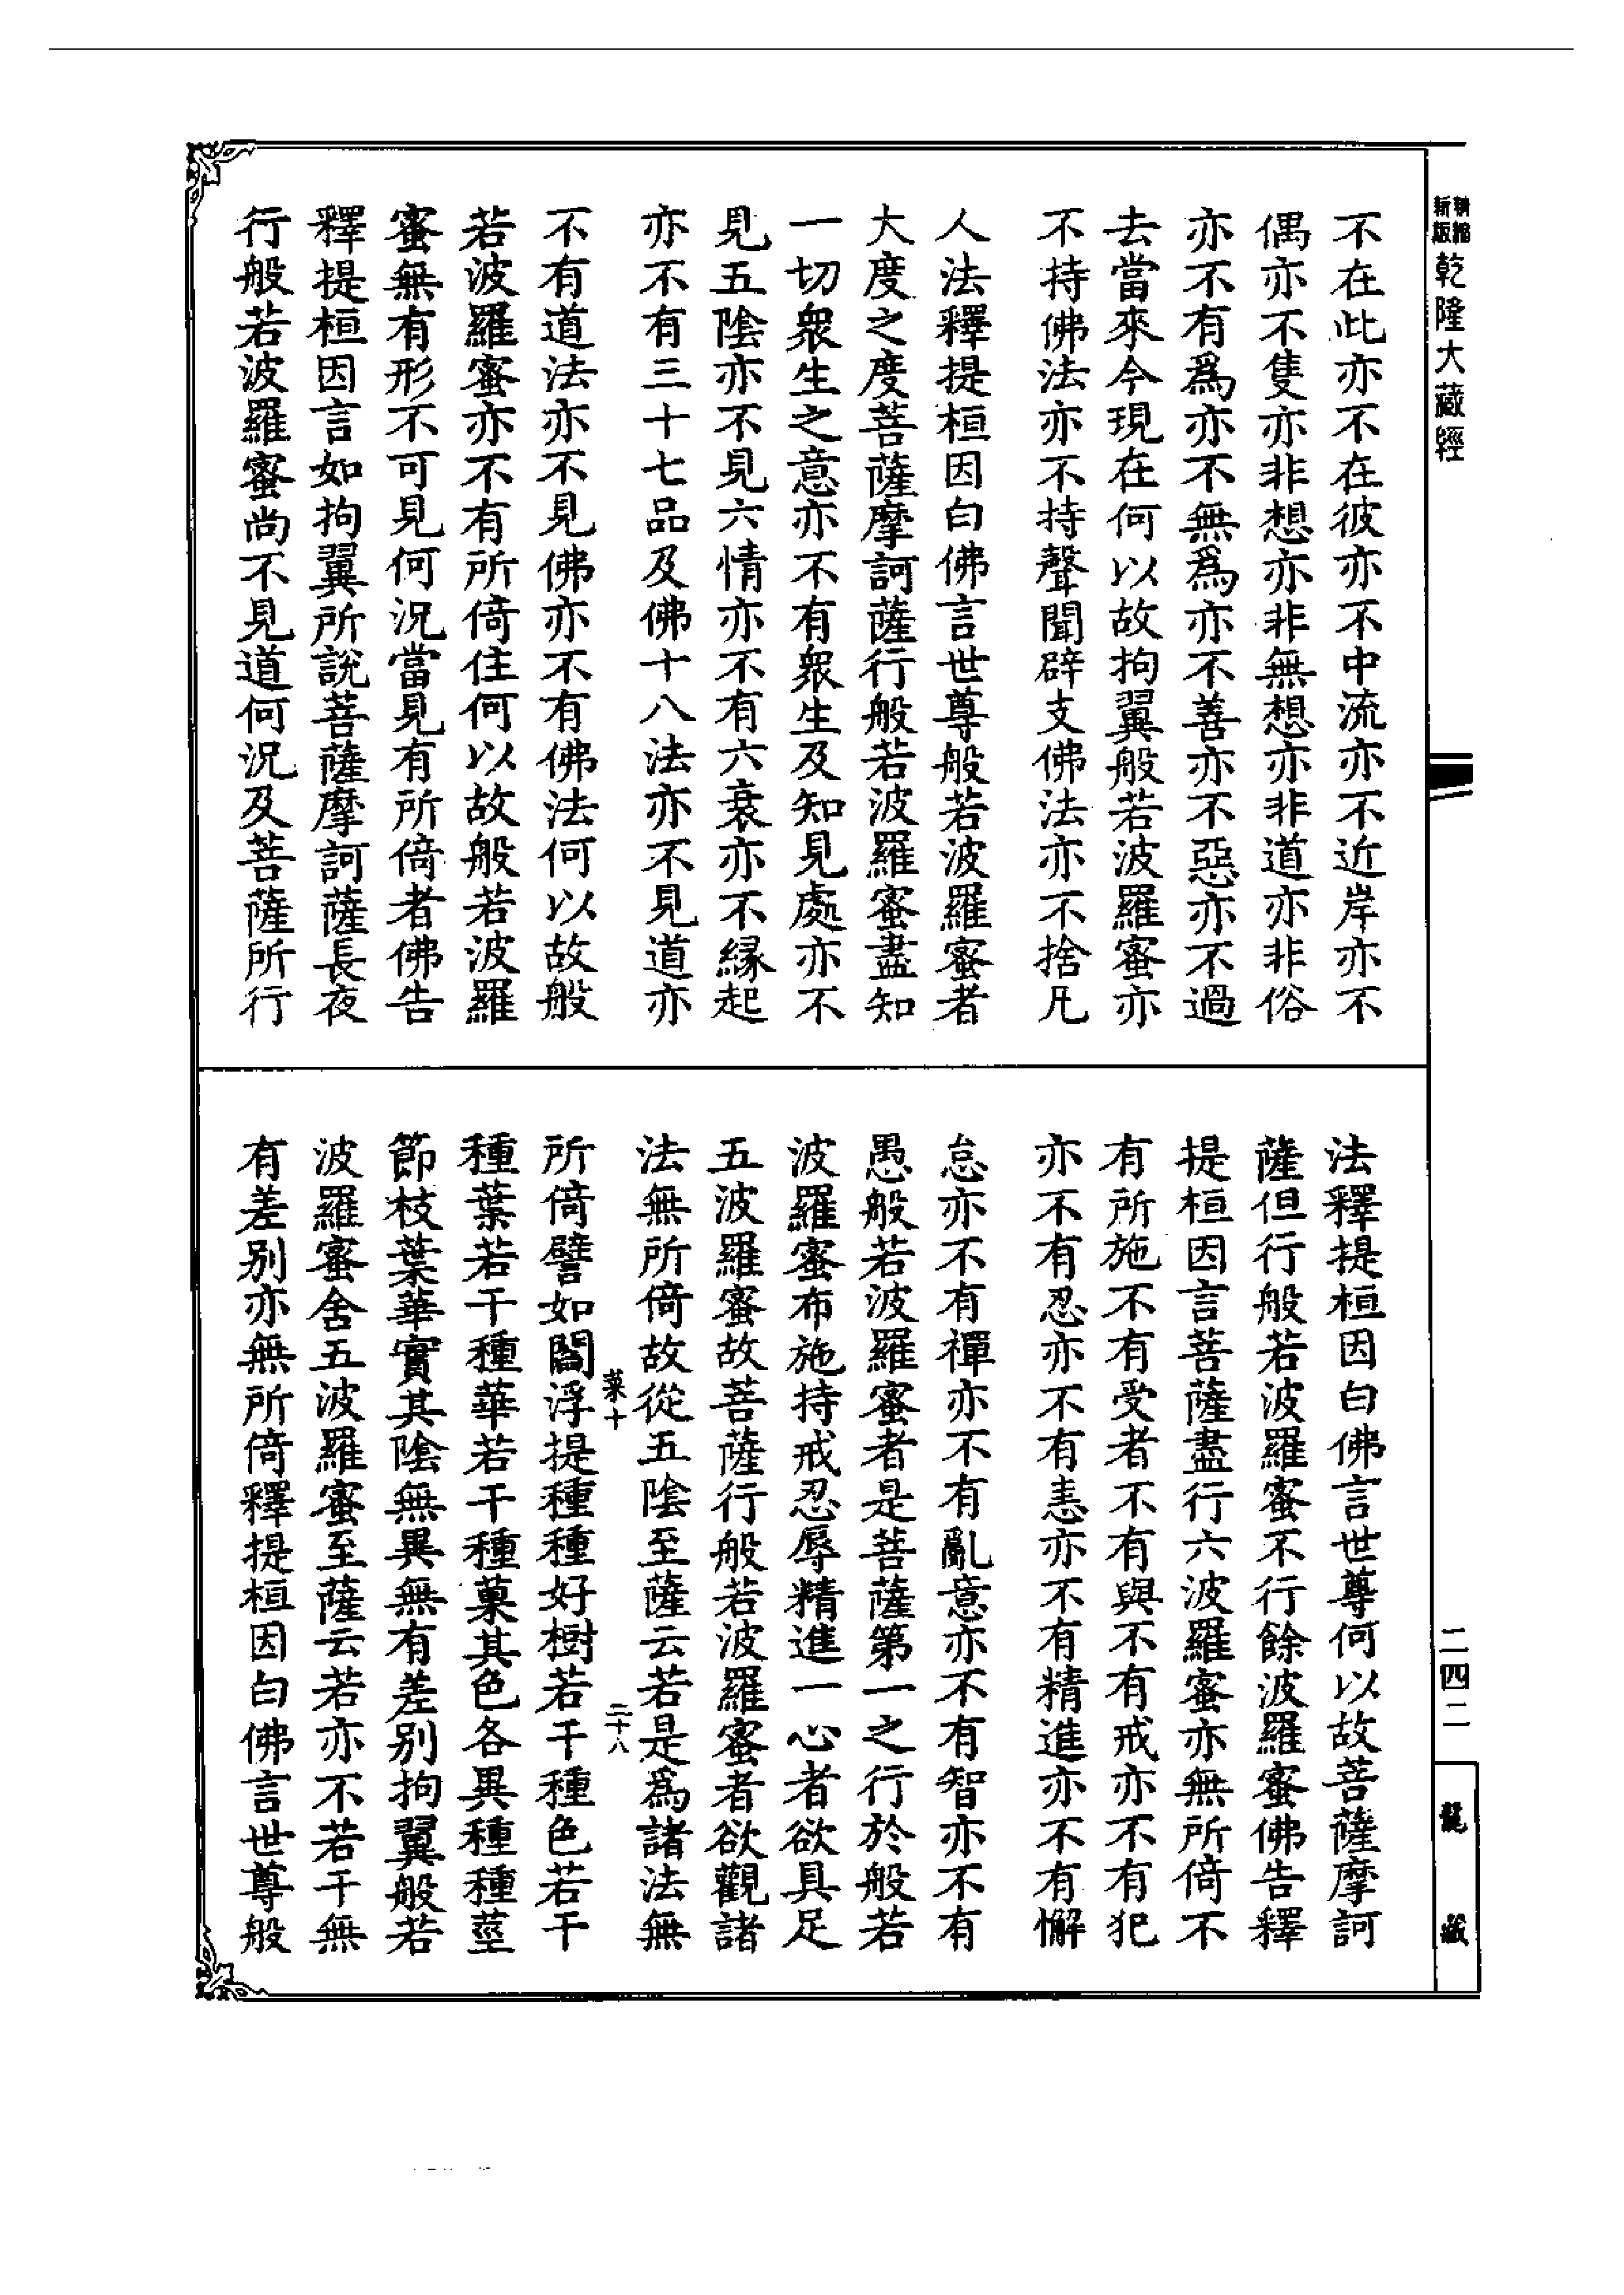 精縮
新版
乾隆大藏經
不在此亦不在彼亦不中流亦不近岸亦不
偶亦不隻亦非想亦非無想亦非道亦非俗
亦不有爲亦不無爲亦不善亦不惡亦不過
去當來今現在何以故拘翼般若波羅蜜亦
不持佛法亦不持聲聞辟支佛法亦不捨凡
人法釋提桓因白佛言世尊般若波羅蜜者
大度之度菩薩摩訶薩行般若波羅蜜盡知
一切衆生之意亦不有衆生及知見處亦不
見五陰亦不見六情亦不有六衰亦不縁起
亦不有三十七品及佛十八法亦不見道亦
不有道法亦不見佛亦不有佛法何以故般
若波羅蜜亦不有所倚住何以故般若波羅
蜜無有形不可見何況當見有所倚者佛告
釋提桓因言如拘翼所說菩薩摩訶薩長夜
行般若波羅蜜尚不見道何況及菩薩所行
法釋提桓因白佛言世尊何以故菩薩摩訶
薩但行般若波羅蜜不行餘波羅蜜佛告釋
提桓因言菩薩盡行六波羅蜜亦無所倚不
有所施不有受者不有與不有戒亦不有犯
亦不有忍亦不有恚亦不有精進亦不有懈
怠亦不有禪亦不有亂意亦不有智亦不有
愚般若波羅蜜者是菩薩第一之行於般若
波羅蜜布施持戒忍辱精進一心者欲具足
五波羅蜜故菩薩行般若波羅蜜者欲觀諸
法無所倚故從五陰至薩云若是爲諸法無
菜十
二十八
所倚譬如閻浮提種種好樹若干種色若干
種葉若干種華若干種菓其色各異種種莖
節枝葉華實其陰無異無有差別拘翼般若
波羅蜜舍五波羅蜜至薩云若亦不若干無
有差別亦無所倚釋提桓因白佛言世尊般
二四二
龍藏